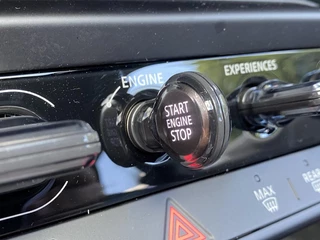 ENGINE
EXPERIENCES
START
ENGINE
STOP
MAX
REAR